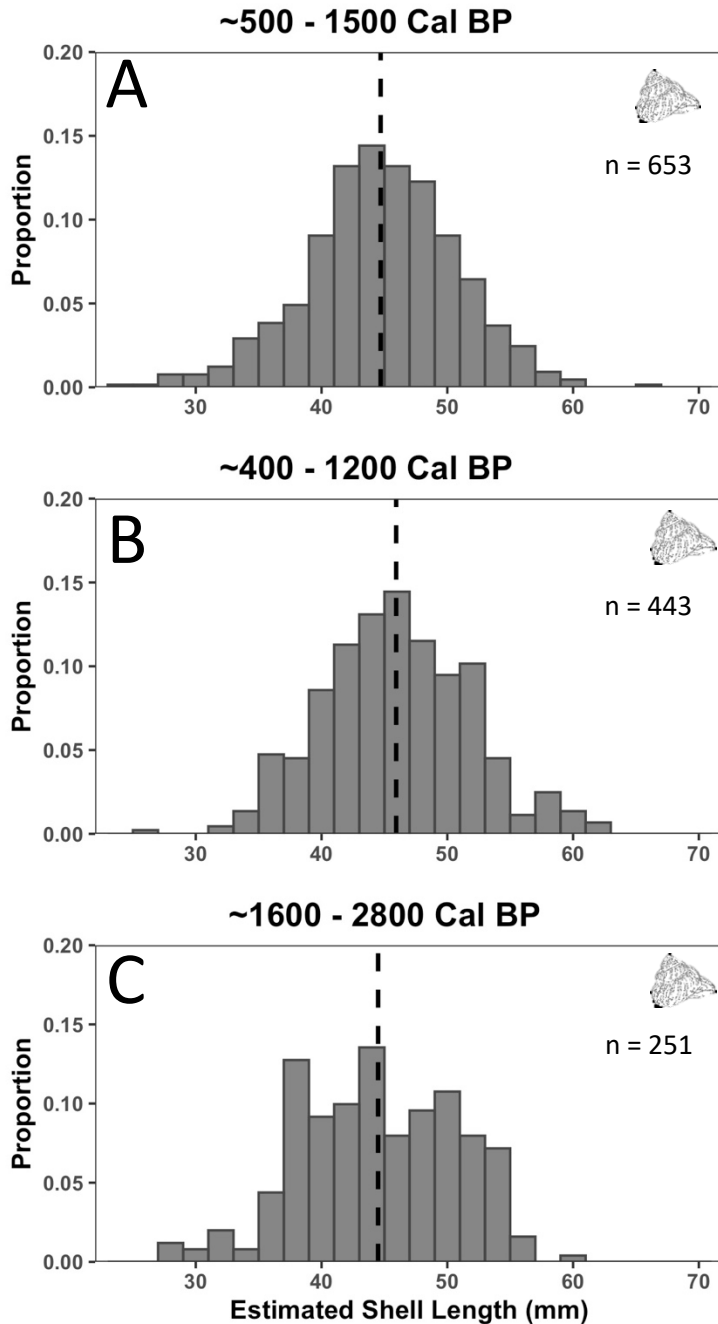 ~500 - 1500 Cal BP
A
n = 653
Proportion
0.20
0.15
0.10
0.05
0.00
30 40 50 60 70
~400 - 1200 Cal BP
B
n = 443
Proportion
0.20
0.15
0.10
0.05
0.00
30 40 50 60 70
~1600 - 2800 Cal BP
C
n = 251
Proportion
0.20
0.15
0.10
0.05
0.00
30 40 50 60 70
Estimated Shell Length (mm)